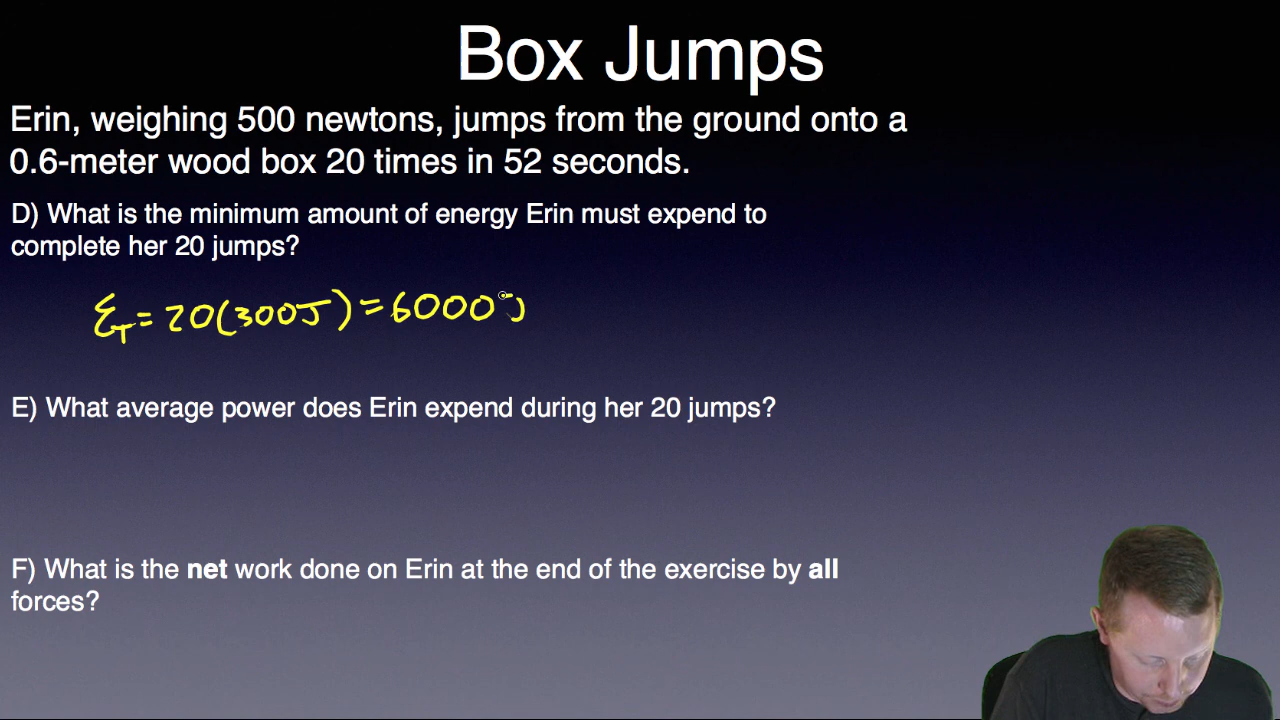 Box Jumps
Erin, weighing 500 newtons, jumps from the ground onto a
0.6-meter wood box 20 times in 52 seconds.
D) What is the minimum amount of energy Erin must expend to
complete her 20 jumps?
E_T = 20(300J) = 6000J
E) What average power does Erin expend during her 20 jumps?
F) What is the net work done on Erin at the end of the exercise by all
forces?